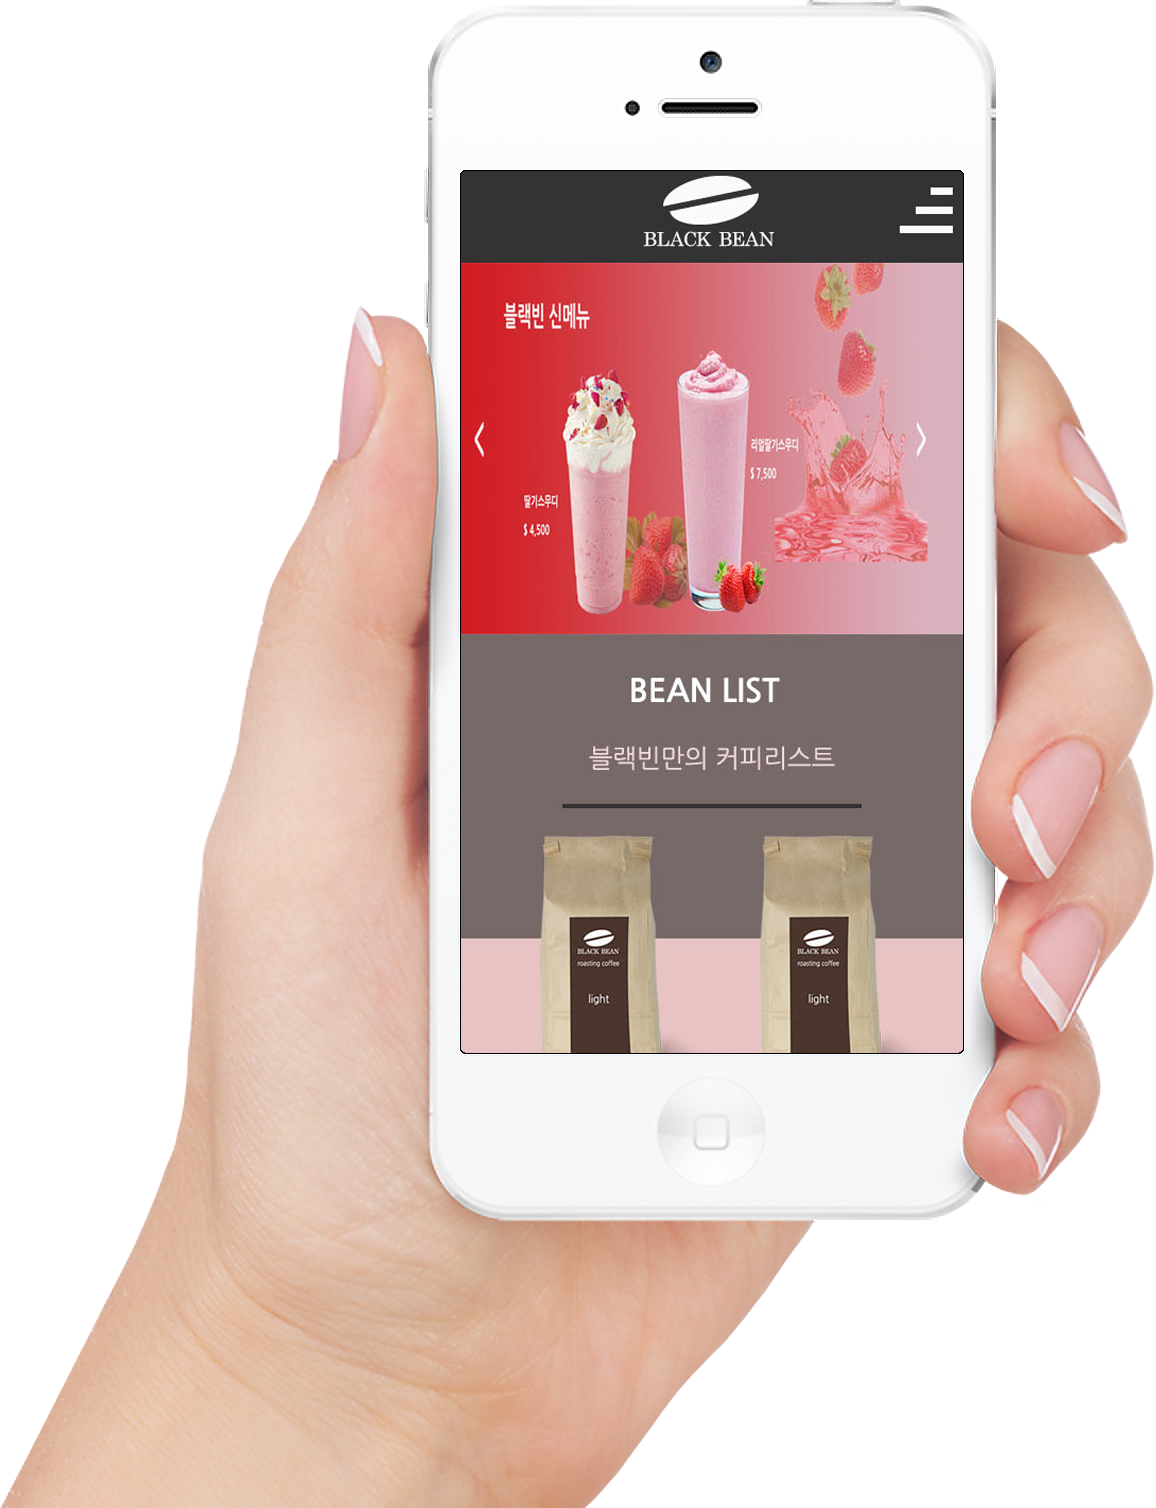 BLACK BEAN
블랙빈 신메뉴
리얼딸기스무디
$ 7,500
딸기스무디
$ 4,500
BEAN LIST
블랙빈만의 커피리스트
BLACK BEAN
roasting coffee
light
BLACK BEAN
roasting coffee
light